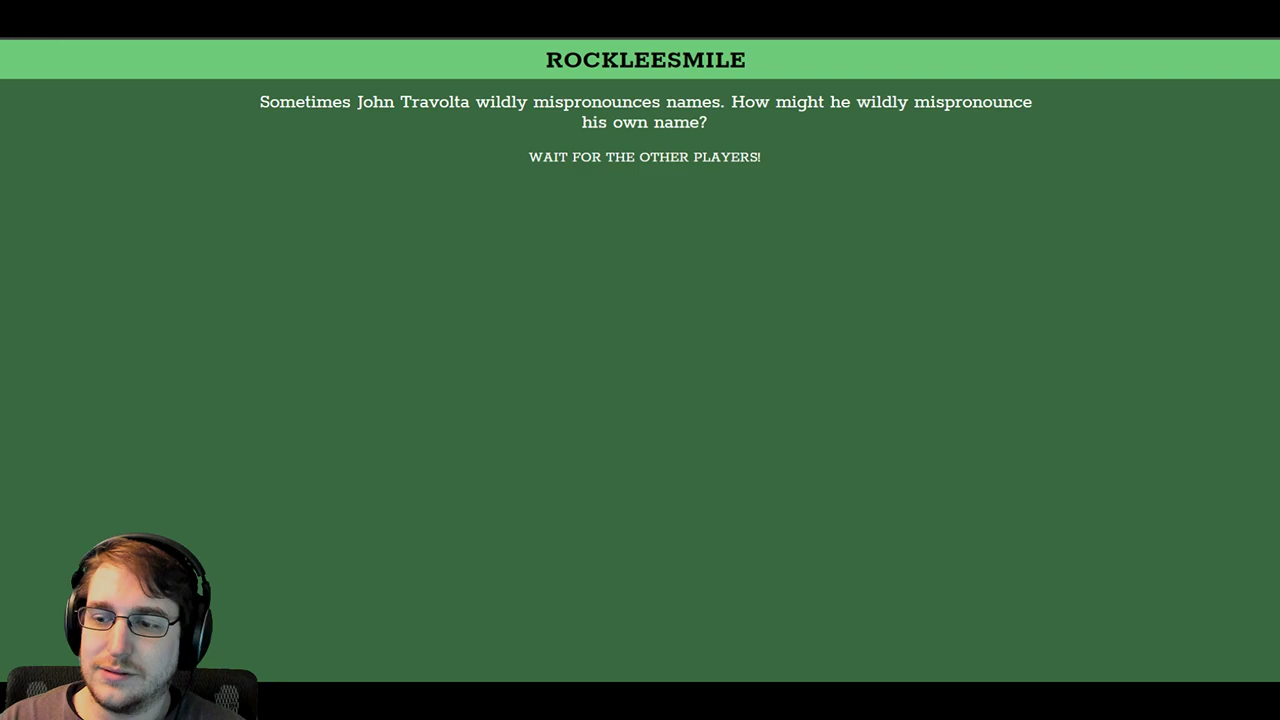 ROCKLEESMILE
Sometimes John Travolta wildly mispronounces names. How might he wildly mispronounce
his own name?
WAIT FOR THE OTHER PLAYERS!